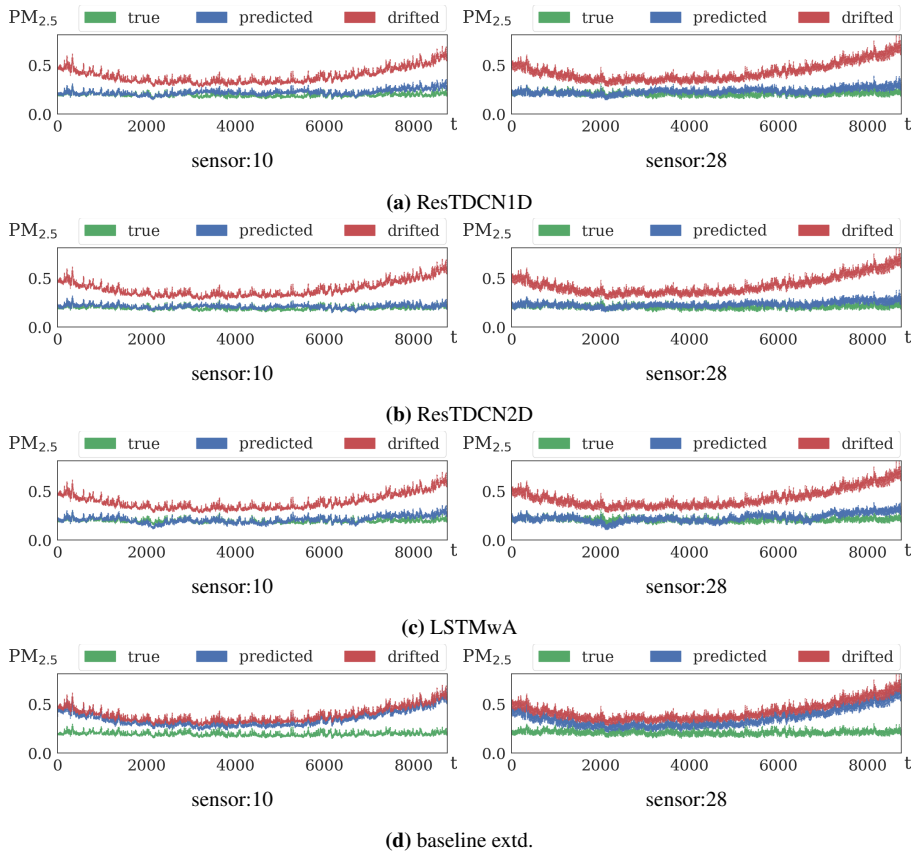 PM2.5 true predicted drifted PM2.5 true predicted drifted
0.5 0.5
0.0 0.0
0 2000 4000 6000 8000 t 0 2000 4000 6000 8000 t
sensor:10 sensor:28
(a) ResTDCN1D
PM2.5 true predicted drifted PM2.5 true predicted drifted
0.5 0.5
0.0 0.0
0 2000 4000 6000 8000 t 0 2000 4000 6000 8000 t
sensor:10 sensor:28
(b) ResTDCN2D
PM2.5 true predicted drifted PM2.5 true predicted drifted
0.5 0.5
0.0 0.0
0 2000 4000 6000 8000 t 0 2000 4000 6000 8000 t
sensor:10 sensor:28
(c) LSTMwA
PM2.5 true predicted drifted PM2.5 true predicted drifted
0.5 0.5
0.0 0.0
0 2000 4000 6000 8000 t 0 2000 4000 6000 8000 t
sensor:10 sensor:28
(d) baseline extd.